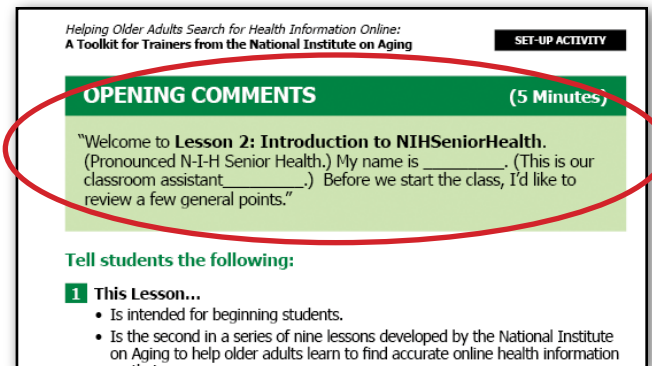 Helping Older Adults Search for Health Information Online:
A Toolkit for Trainers from the National Institute on Aging
SET-UP ACTIVITY
OPENING COMMENTS (5 Minutes)
"Welcome to Lesson 2: Introduction to NIHSeniorHealth.
(Pronounced N-I-H Senior Health.) My name is _________. (This is our
classroom assistant_________.) Before we start the class, I'd like to
review a few general points."
Tell students the following:
1 This Lesson...
• Is intended for beginning students.
• Is the second in a series of nine lessons developed by the National Institute
on Aging to help older adults learn to find accurate online health information